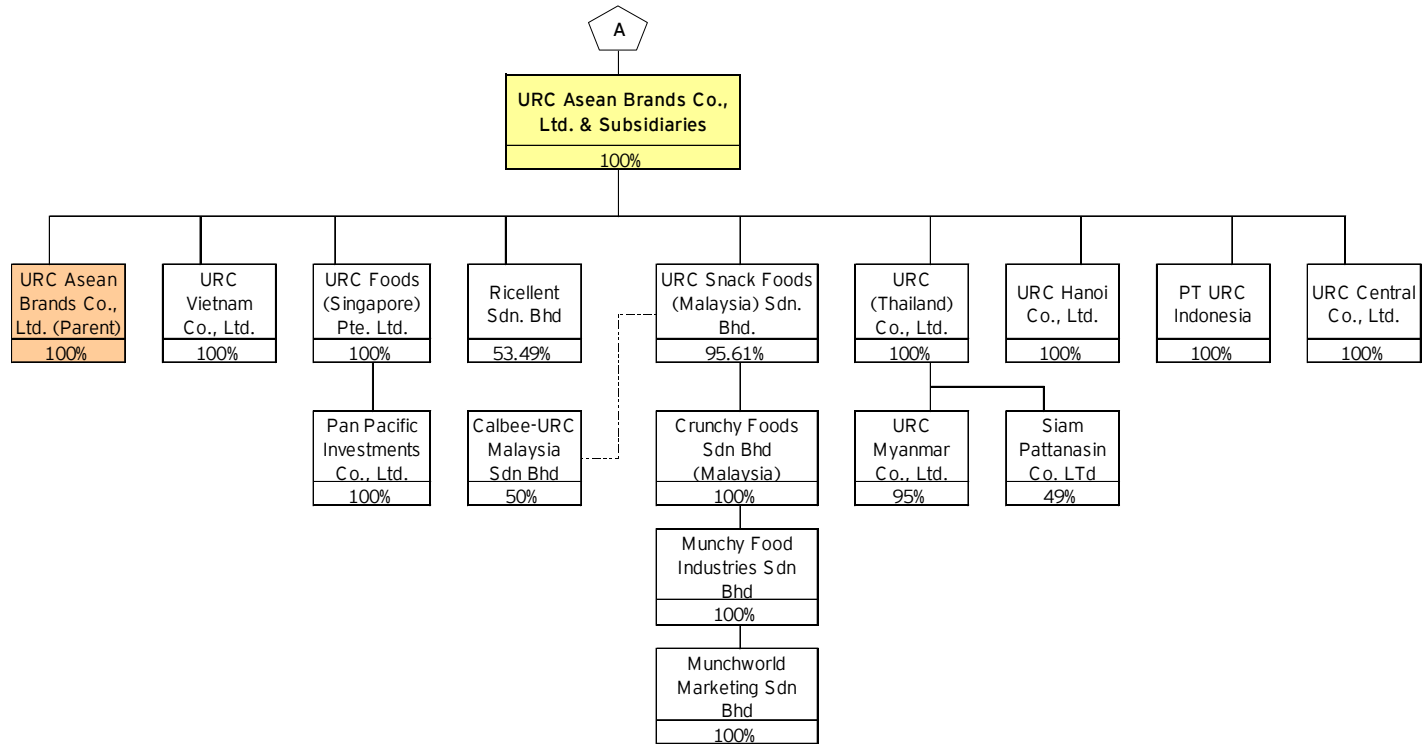 A
URC Asean Brands Co.,
Ltd. & Subsidiaries
100%
URC Asean
Brands Co.,
Ltd. (Parent)
100%
URC
Vietnam
Co., Ltd.
100%
URC Foods
(Singapore)
Pte. Ltd.
100%
Ricellent
Sdn. Bhd
53.49%
URC Snack Foods
(Malaysia) Sdn.
Bhd.
95.61%
URC
(Thailand)
Co., Ltd.
100%
URC Hanoi
Co., Ltd.
100%
PT URC
Indonesia
100%
URC Central
Co., Ltd.
100%
Pan Pacific
Investments
Co., Ltd.
100%
Calbee-URC
Malaysia
Sdn Bhd
50%
Crunchy Foods
Sdn Bhd
(Malaysia)
100%
URC
Myanmar
Co., Ltd.
95%
Siam
Pattanasin
Co. LTd
49%
Munchy Food
Industries Sdn
Bhd
100%
Munchworld
Marketing Sdn
Bhd
100%